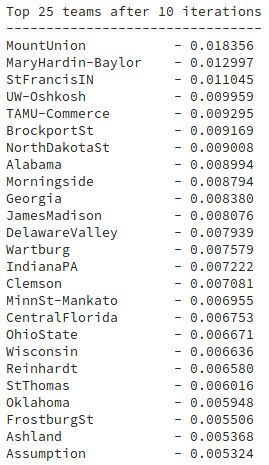 Top 25 teams after 10 iterations
--------------------------------
MountUnion - 0.018356
MaryHardin-Baylor - 0.012997
StFrancisIN - 0.011045
UW-Oshkosh - 0.009959
TAMU-Commerce - 0.009295
BrockportSt - 0.009169
NorthDakotaSt - 0.009008
Alabama - 0.008994
Morningside - 0.008794
Georgia - 0.008380
JamesMadison - 0.008076
DelawareValley - 0.007939
Wartburg - 0.007579
IndianaPA - 0.007222
Clemson - 0.007081
MinnSt-Mankato - 0.006955
CentralFlorida - 0.006753
OhioState - 0.006671
Wisconsin - 0.006636
Reinhardt - 0.006580
StThomas - 0.006016
Oklahoma - 0.005948
FrostburgSt - 0.005506
Ashland - 0.005368
Assumption - 0.005324